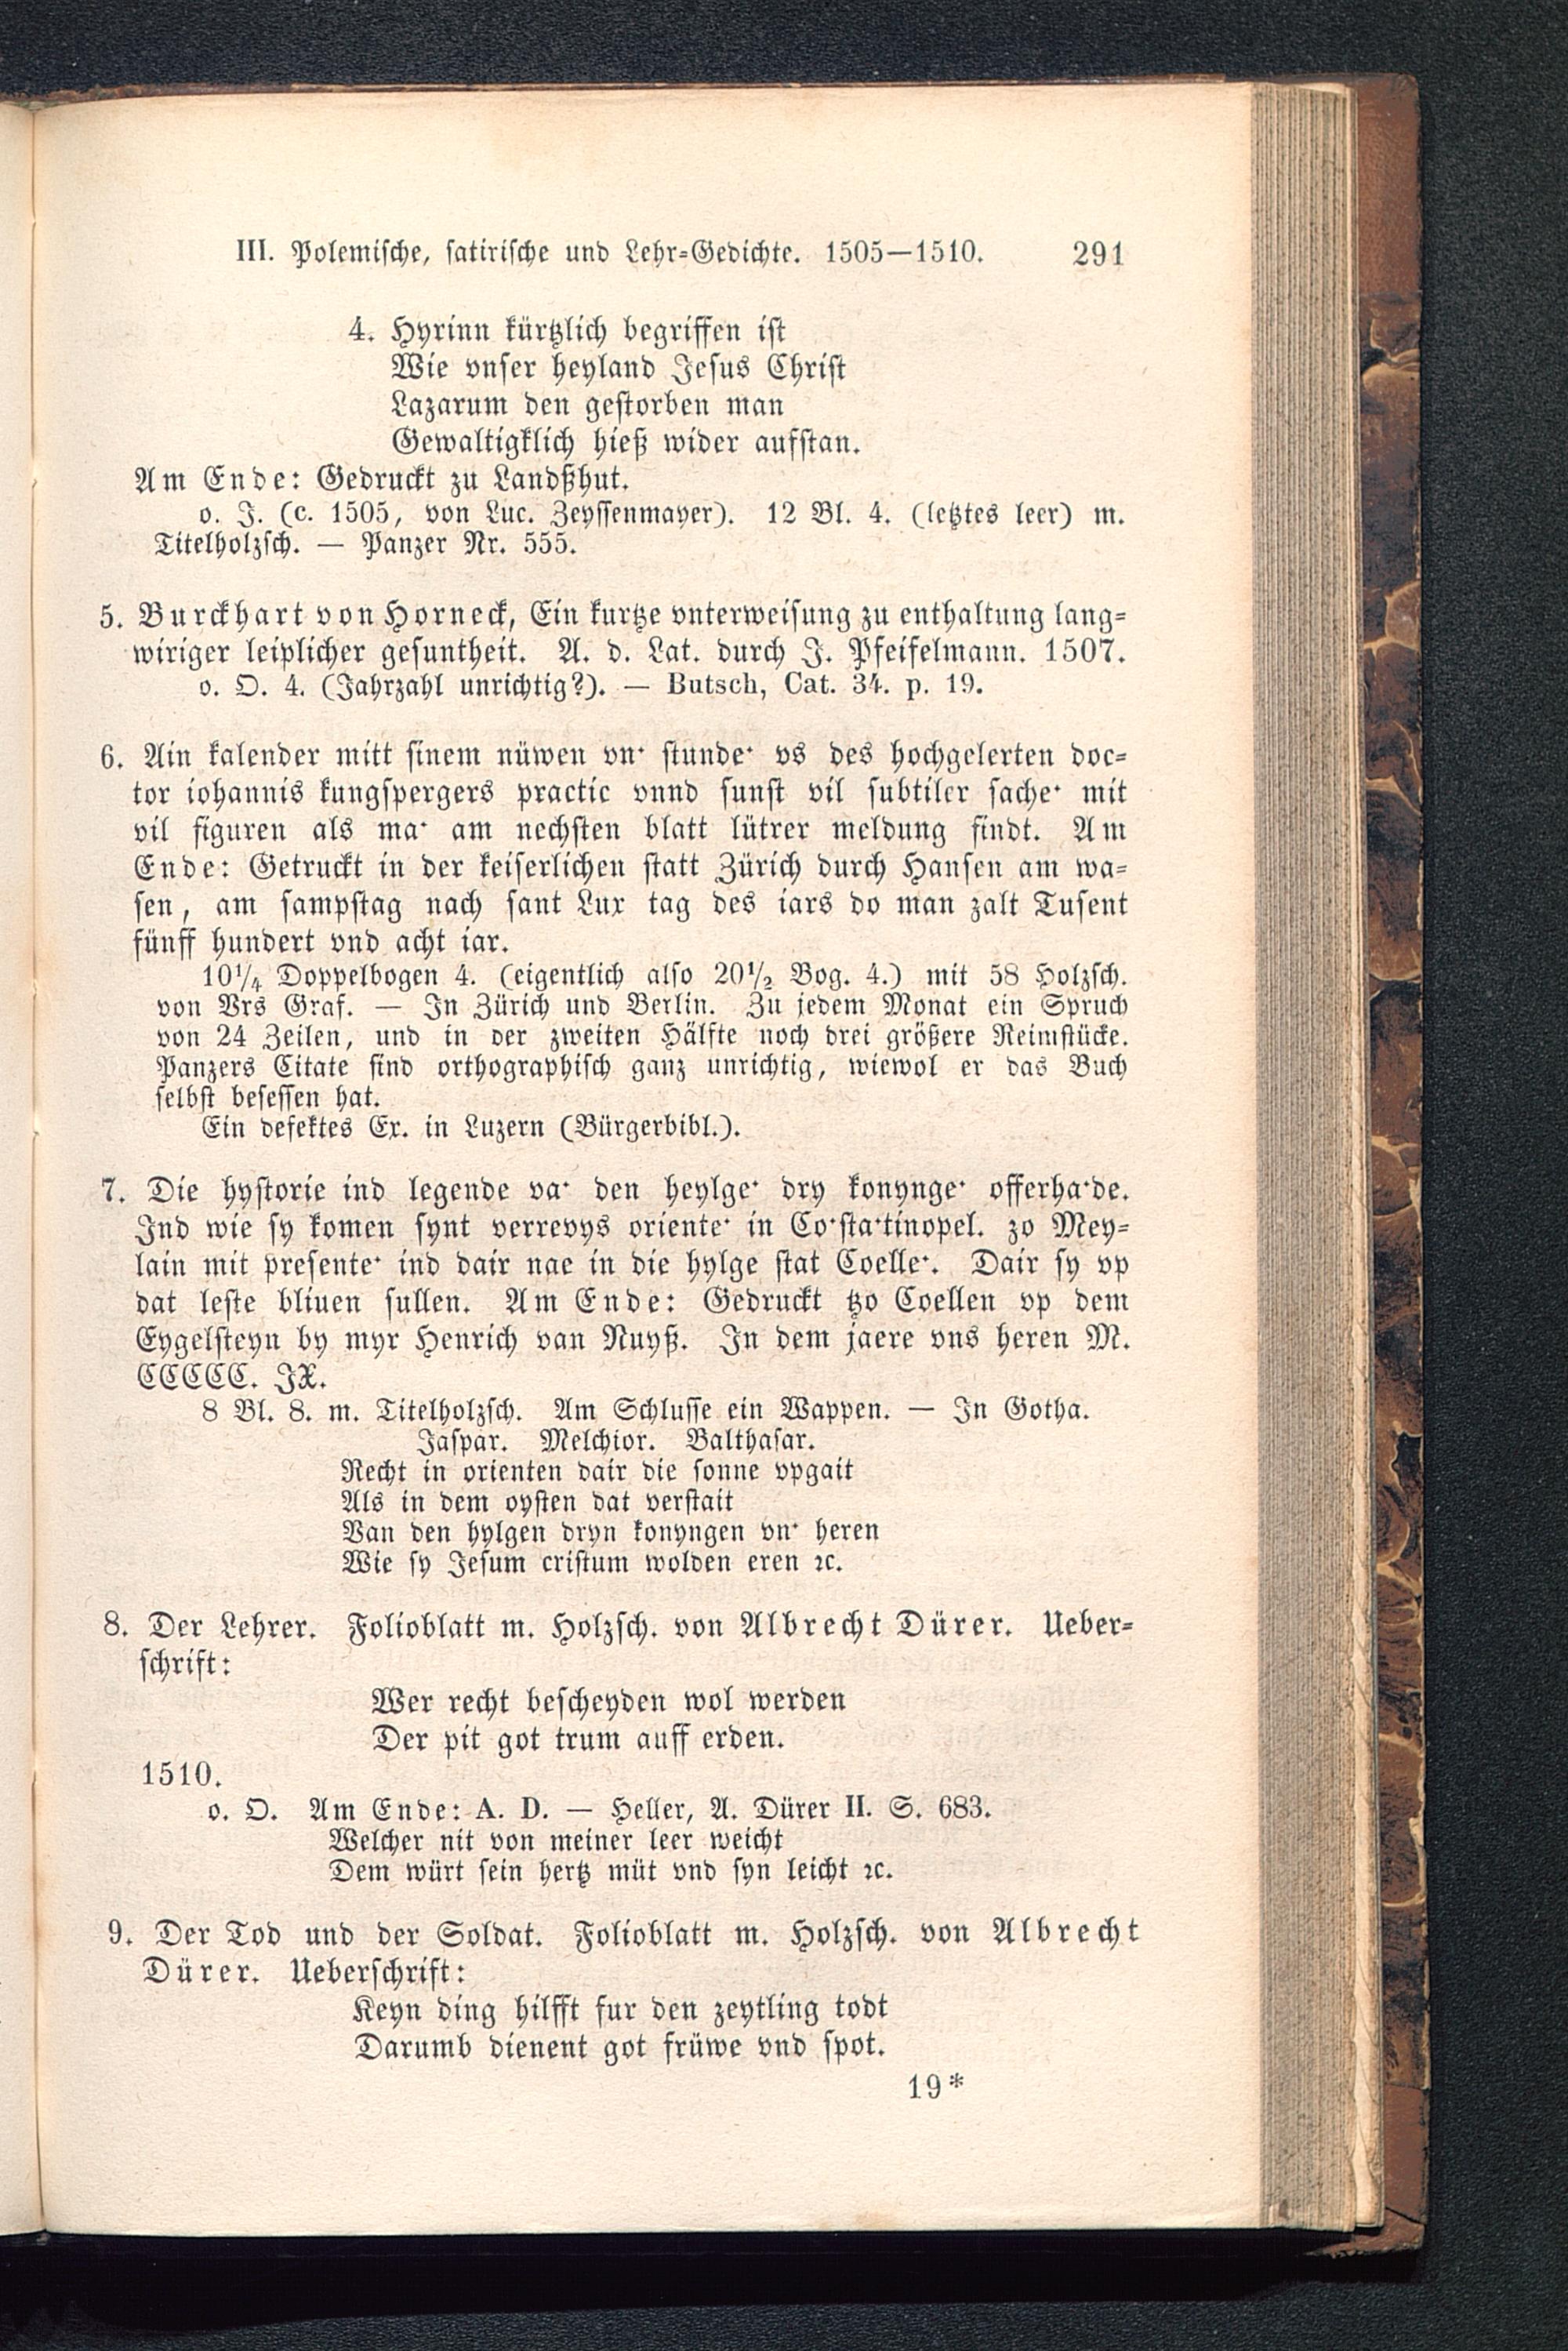 III. Polemische, satirische und Lehr-Gedichte. 1505—1510. 291
4. Hyrinn kürtzlich begriffen ist
Wie vnser heyland Jesus Christ
Lazarum den gestorben man
Gewaltigklich hieß wider aufstan.
Am Ende: Gedruckt zu Landßhut.
o. J. (c. 1505, von Luc. Zeyssenmayer). 12 Bl. 4. (letztes leer) m.
Titelholzsch. — Panzer Nr. 555.
5. Burckhart von Horneck, Ein kurtze vnterweisung zu enthaltung lang-
wiriger leiplicher gesuntheit. A. d. Lat. durch J. Pfeifelmann. 1507.
o. O. 4. (Jahrzahl unrichtig?). — Butsch, Cat. 34. p. 19.
6. Ain kalender mitt sinem nüwen vn· stunde· vs des hochgelerten doc-
tor iohannis kungspergers practic vnnd sunst vil subtiler sache· mit
vil figuren als ma· am nechsten blatt lütrer meldung findt. Am
Ende: Getruckt in der keiserlichen statt Zürich durch Hansen am wa-
sen, am sampstag nach sant Lux tag des iars do man zalt Tusent
fünff hundert vnd acht iar.
10¼ Doppelbogen 4. (eigentlich also 20½ Bog. 4.) mit 58 Holzsch.
von Vrs Graf. — In Zürich und Berlin. Zu jedem Monat ein Spruch
von 24 Zeilen, und in der zweiten Hälfte noch drei größere Reimstücke.
Panzers Citate sind orthographisch ganz unrichtig, wiewol er das Buch
selbst besessen hat.
Ein defektes Ex. in Luzern (Bürgerbibl.).
7. Die hystorie ind legende va· den heylge· dry konynge· offerha·de.
Ind wie sy komen synt verrevys oriente· in Co·sta·tinopel. zo Mey-
lain mit presente· ind dair nae in die hylge stat Coelle·. Dair sy vp
dat leste bliuen sullen. Am Ende: Gedruckt tzo Coellen vp dem
Eygelsteyn by myr Henrich van Nuyß. In dem jaere vns heren M.
CCCCC. IX.
8 Bl. 8. m. Titelholzsch. Am Schlusse ein Wappen. — In Gotha.
Jaspar. Melchior. Balthasar.
Recht in orienten dair die sonne vpgait
Als in dem oysten dat verstait
Van den hylgen dryn konyngen vn· heren
Wie sy Jesum cristum wolden eren ꝛc.
8. Der Lehrer. Folioblatt m. Holzsch. von Albrecht Dürer. Ueber-
schrift:
Wer recht bescheyden wol werden
Der pit got trum auff erden.
1510.
o. O. Am Ende: A. D. — Heller, A. Dürer II. S. 683.
Welcher nit von meiner leer weicht
Dem würt sein hertz müt vnd syn leicht ꝛc.
9. Der Tod und der Soldat. Folioblatt m. Holzsch. von Albrecht
Dürer. Ueberschrift:
Keyn ding hilfft fur den zeytling todt
Darumb dienent got früwe vnd spot.
19*